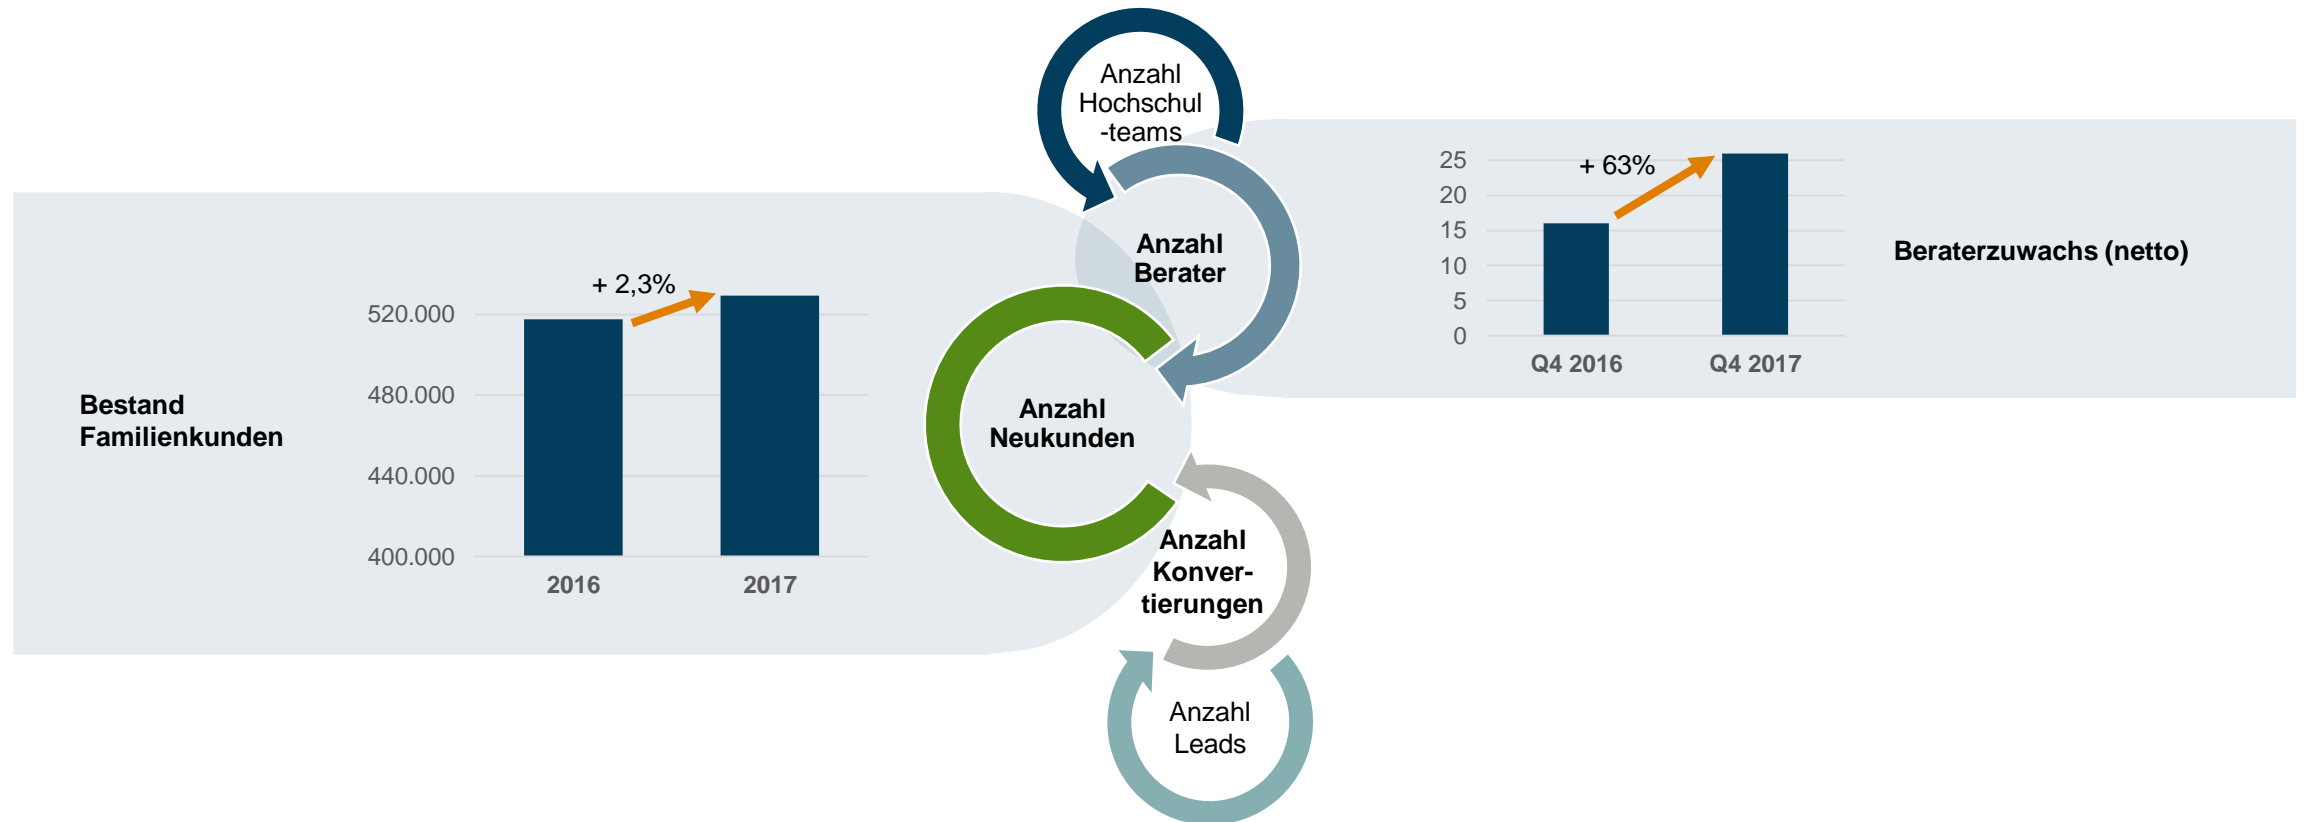 Anzahl
Hochschul
-teams
Anzahl
Berater
Anzahl
Neukunden
Anzahl
Konver-
tierungen
Anzahl
Leads
Bestand
Familienkunden
+ 2,3%
520.000
480.000
440.000
400.000
2016 2017
+ 63%
25
20
15
10
5
0
Q4 2016 Q4 2017
Beraterzuwachs (netto)